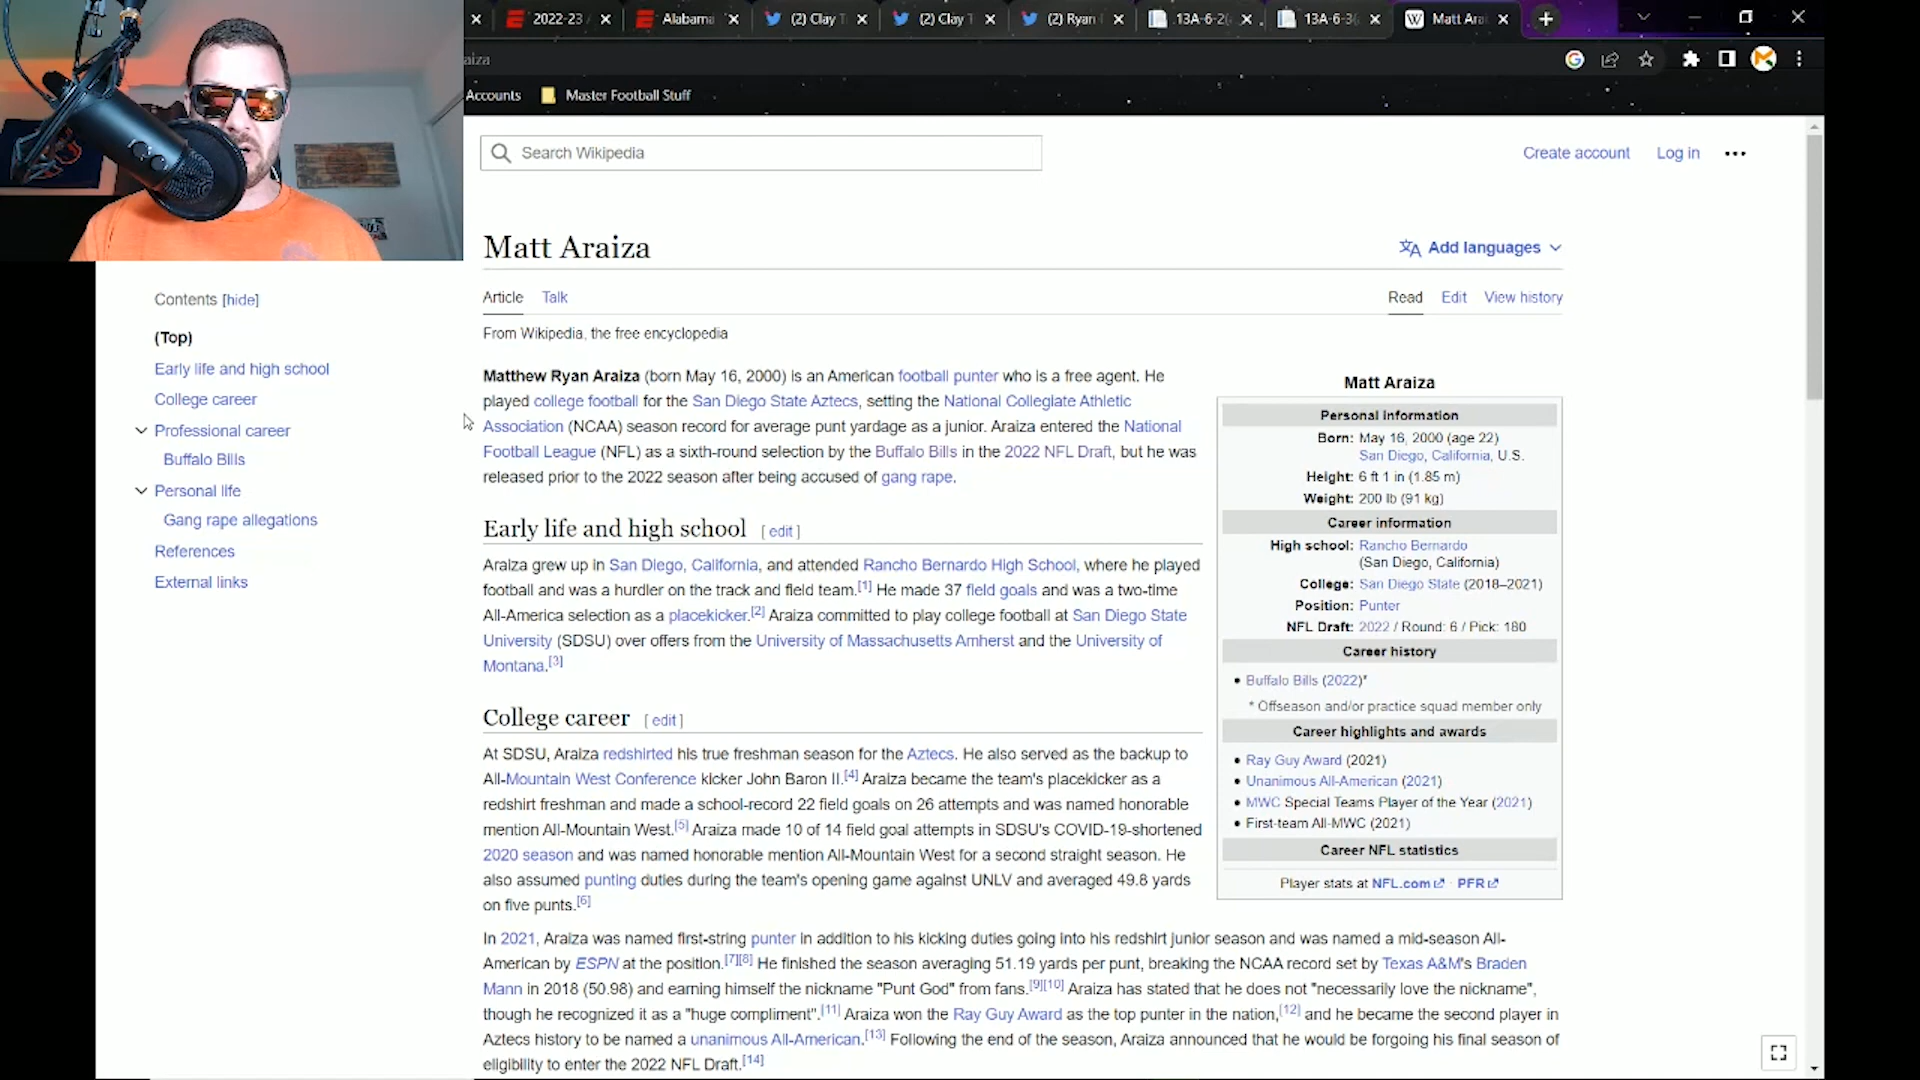 2022-23
Alabama
(2) Clay T
(2) Clay T
(2) Ryan
13A-6-2(
13A-6-3(
Matt Ara
aiza
Accounts
Master Football Stuff
Search Wikipedia
Create account
Log in
Matt Araiza
Add languages
Article
Talk
Read
Edit
View history
From Wikipedia, the free encyclopedia
Contents [hide]
(Top)
Early life and high school
College career
Professional career
Buffalo Bills
Personal life
Gang rape allegations
References
External links
Matthew Ryan Araiza (born May 16, 2000) is an American football punter who is a free agent. He
played college football for the San Diego State Aztecs, setting the National Collegiate Athletic
Association (NCAA) season record for average punt yardage as a junior. Araiza entered the National
Football League (NFL) as a sixth-round selection by the Buffalo Bills in the 2022 NFL Draft, but he was
released prior to the 2022 season after being accused of gang rape.
Early life and high school [ edit ]
Araiza grew up in San Diego, California, and attended Rancho Bernardo High School, where he played
football and was a hurdler on the track and field team.[1] He made 37 field goals and was a two-time
All-America selection as a placekicker.[2] Araiza committed to play college football at San Diego State
University (SDSU) over offers from the University of Massachusetts Amherst and the University of
Montana.[3]
College career [ edit ]
At SDSU, Araiza redshirted his true freshman season for the Aztecs. He also served as the backup to
All-Mountain West Conference kicker John Baron II.[4] Araiza became the team's placekicker as a
redshirt freshman and made a school-record 22 field goals on 26 attempts and was named honorable
mention All-Mountain West.[5] Araiza made 10 of 14 field goal attempts in SDSU's COVID-19-shortened
2020 season and was named honorable mention All-Mountain West for a second straight season. He
also assumed punting duties during the team's opening game against UNLV and averaged 49.8 yards
on five punts.[6]
In 2021, Araiza was named first-string punter in addition to his kicking duties going into his redshirt junior season and was named a mid-season All-
American by ESPN at the position.[7][8] He finished the season averaging 51.19 yards per punt, breaking the NCAA record set by Texas A&M's Braden
Mann in 2018 (50.98) and earning himself the nickname "Punt God" from fans.[9][10] Araiza has stated that he does not "necessarily love the nickname",
though he recognized it as a "huge compliment".[11] Araiza won the Ray Guy Award as the top punter in the nation,[12] and he became the second player in
Aztecs history to be named a unanimous All-American.[13] Following the end of the season, Araiza announced that he would be forgoing his final season of
eligibility to enter the 2022 NFL Draft.[14]
Matt Araiza
Personal information
Born: May 16, 2000 (age 22)
San Diego, California, U.S.
Height: 6 ft 1 in (1.85 m)
Weight: 200 lb (91 kg)
Career information
High school: Rancho Bernardo
(San Diego, California)
College: San Diego State (2018–2021)
Position: Punter
NFL Draft: 2022 / Round: 6 / Pick: 180
Career history
• Buffalo Bills (2022)*
* Offseason and/or practice squad member only
Career highlights and awards
• Ray Guy Award (2021)
• Unanimous All-American (2021)
• MWC Special Teams Player of the Year (2021)
• First-team All-MWC (2021)
Career NFL statistics
Player stats at NFL.com · PFR